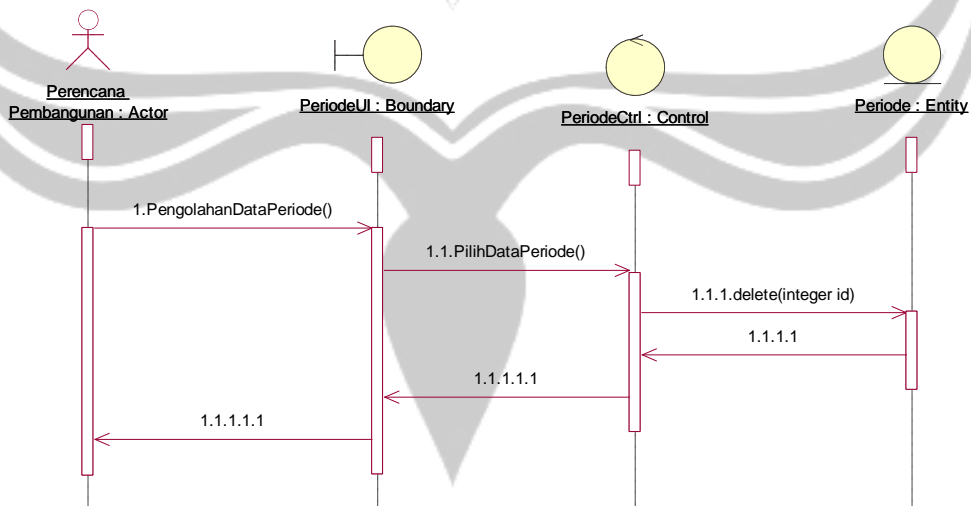 Perencana
Pembangunan : Actor
PeriodeUI : Boundary
PeriodeCtrl : Control
Periode : Entity
1.PengolahanDataPeriode()
1.1.PilihDataPeriode()
1.1.1.delete(integer id)
1.1.1.1
1.1.1.1.1
1.1.1.1.1